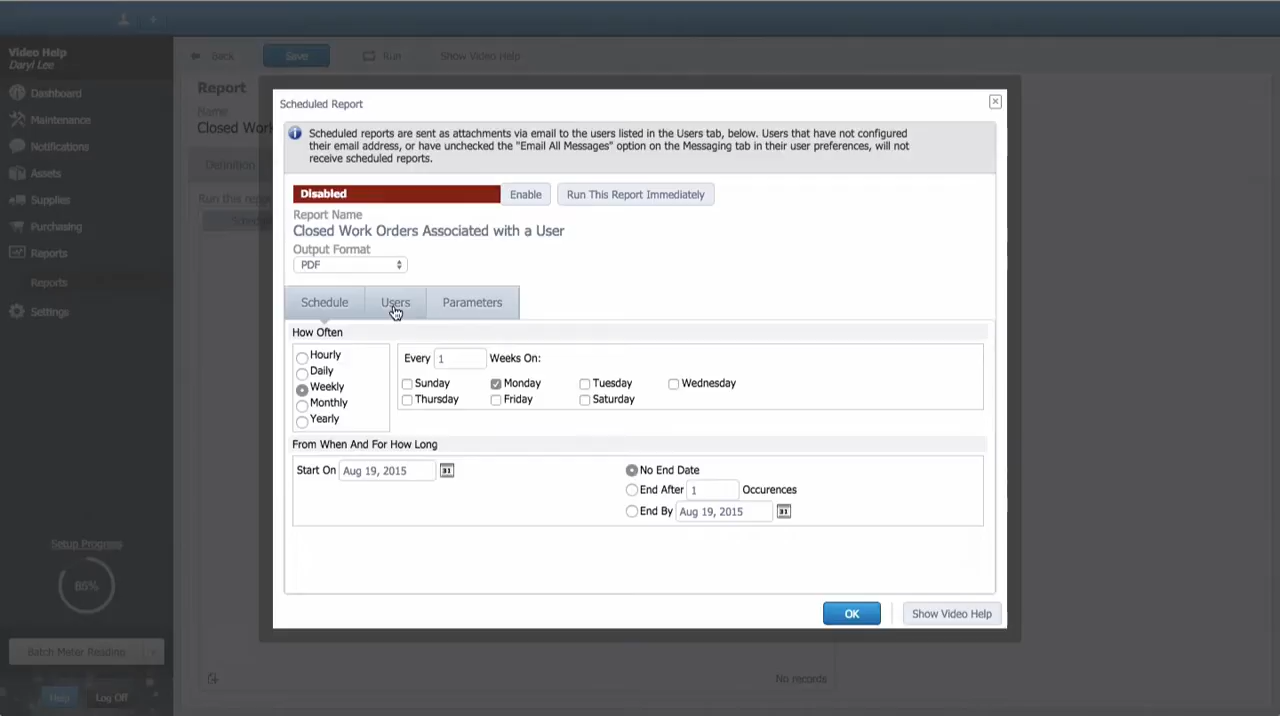 Video Help
Daryl Lee
Dashboard
Maintenance
Notifications
Assets
Supplies
Purchasing
Reports
Reports
Settings
Setup Progress
85%
Batch Meter Reading
Help
Log Off
Back
Save
Run
Show Video Help
Report
Name
Closed Work
Definition
Run this
Scheduled Report
Scheduled reports are sent as attachments via email to the users listed in the Users tab, below. Users that have not configured
their email address, or have unchecked the "Email All Messages" option on the Messaging tab in their user preferences, will not
receive scheduled reports.
Disabled
Enable
Run This Report Immediately
Report Name
Closed Work Orders Associated with a User
Output Format
PDF
Schedule
Users
Parameters
How Often
Hourly
Daily
Weekly
Monthly
Yearly
Every 1 Weeks On:
Sunday Monday Tuesday Wednesday
Thursday Friday Saturday
From When And For How Long
Start On Aug 19, 2015
31
No End Date
End After 1 Occurences
End By Aug 19, 2015
31
OK
Show Video Help
No records